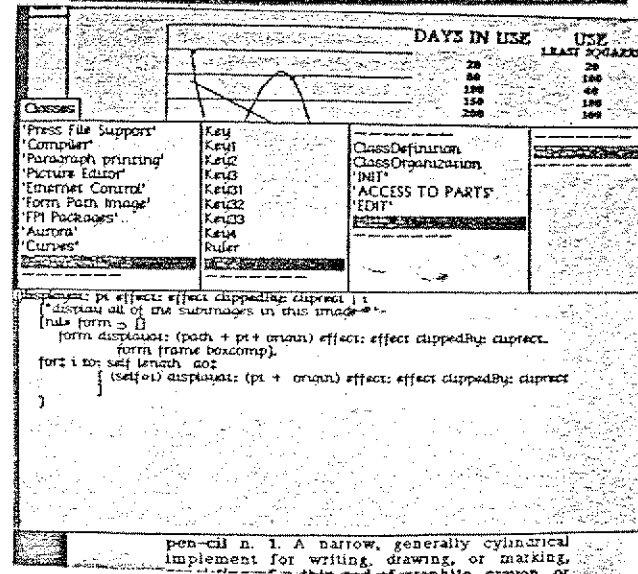 DAYS IN USE USE
LEAST SQUARES
20 20
80 100
120 60
150 180
200 300
Classes
'Press File Support'
'Compiler'
'Paragraph printing'
'Picture Editor'
'Ethernet Control'
'Form Path Image'
'FPI Packages'
'Aurora'
'Curves'
Key
Key1
Key2
Key3
Key31
Key32
Key33
Key4
Ruler
ClassDefinition
ClassOrganization
'INIT'
'ACCESS TO PARTS'
'EDIT'
displayat: pt effect: effect clippedBy: cliprect | i
["display all of the subimages in this image"
[nil≠ form ⇒ []
form displayat: (path + pt+ origin) effect: effect clippedBy: cliprect
form frame boxcomp].
for: i to: self length do:
[ (self◦i) displayat: (pt + origin) effect: effect clippedBy: cliprect
]
]
pen-cil n. 1. A narrow, generally cylindrical
implement for writing, drawing, or marking,